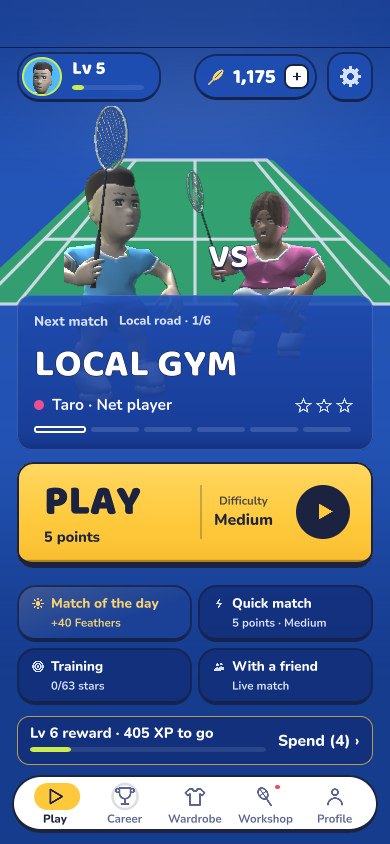 Lv 5
1,175
+
VS
Next match Local road · 1/6
LOCAL GYM
Taro · Net player
PLAY
5 points
Difficulty
Medium
Match of the day
+40 Feathers
Quick match
5 points · Medium
Training
0/63 stars
With a friend
Live match
Lv 6 reward · 405 XP to go
Spend (4) ›
Play
Career
Wardrobe
Workshop
Profile